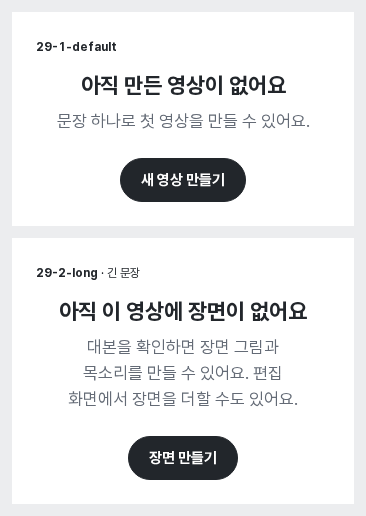 29-1-default
아직 만든 영상이 없어요
문장 하나로 첫 영상을 만들 수 있어요.
새 영상 만들기
29-2-long · 긴 문장
아직 이 영상에 장면이 없어요
대본을 확인하면 장면 그림과
목소리를 만들 수 있어요. 편집
화면에서 장면을 더할 수도 있어요.
장면 만들기